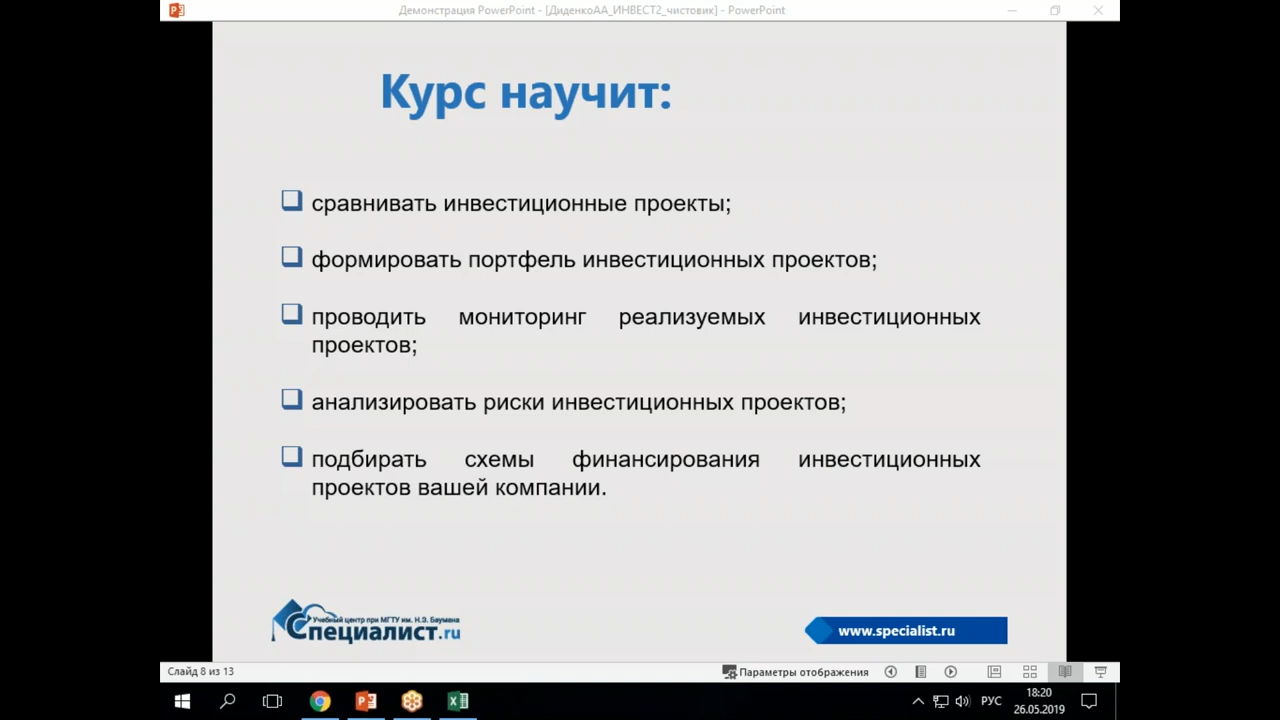 Демонстрация PowerPoint - [ДиденкоАА_ИНВЕСТ2_чистовик] - PowerPoint
Курс научит:
сравнивать инвестиционные проекты;
формировать портфель инвестиционных проектов;
проводить мониторинг реализуемых инвестиционных
проектов;
анализировать риски инвестиционных проектов;
подбирать схемы финансирования инвестиционных
проектов вашей компании.
Учебный центр при МГТУ им. Н.Э. Баумана
Специалист.ru
www.specialist.ru
Слайд 8 из 13
Параметры отображения
РУС
18:20
26.05.2019